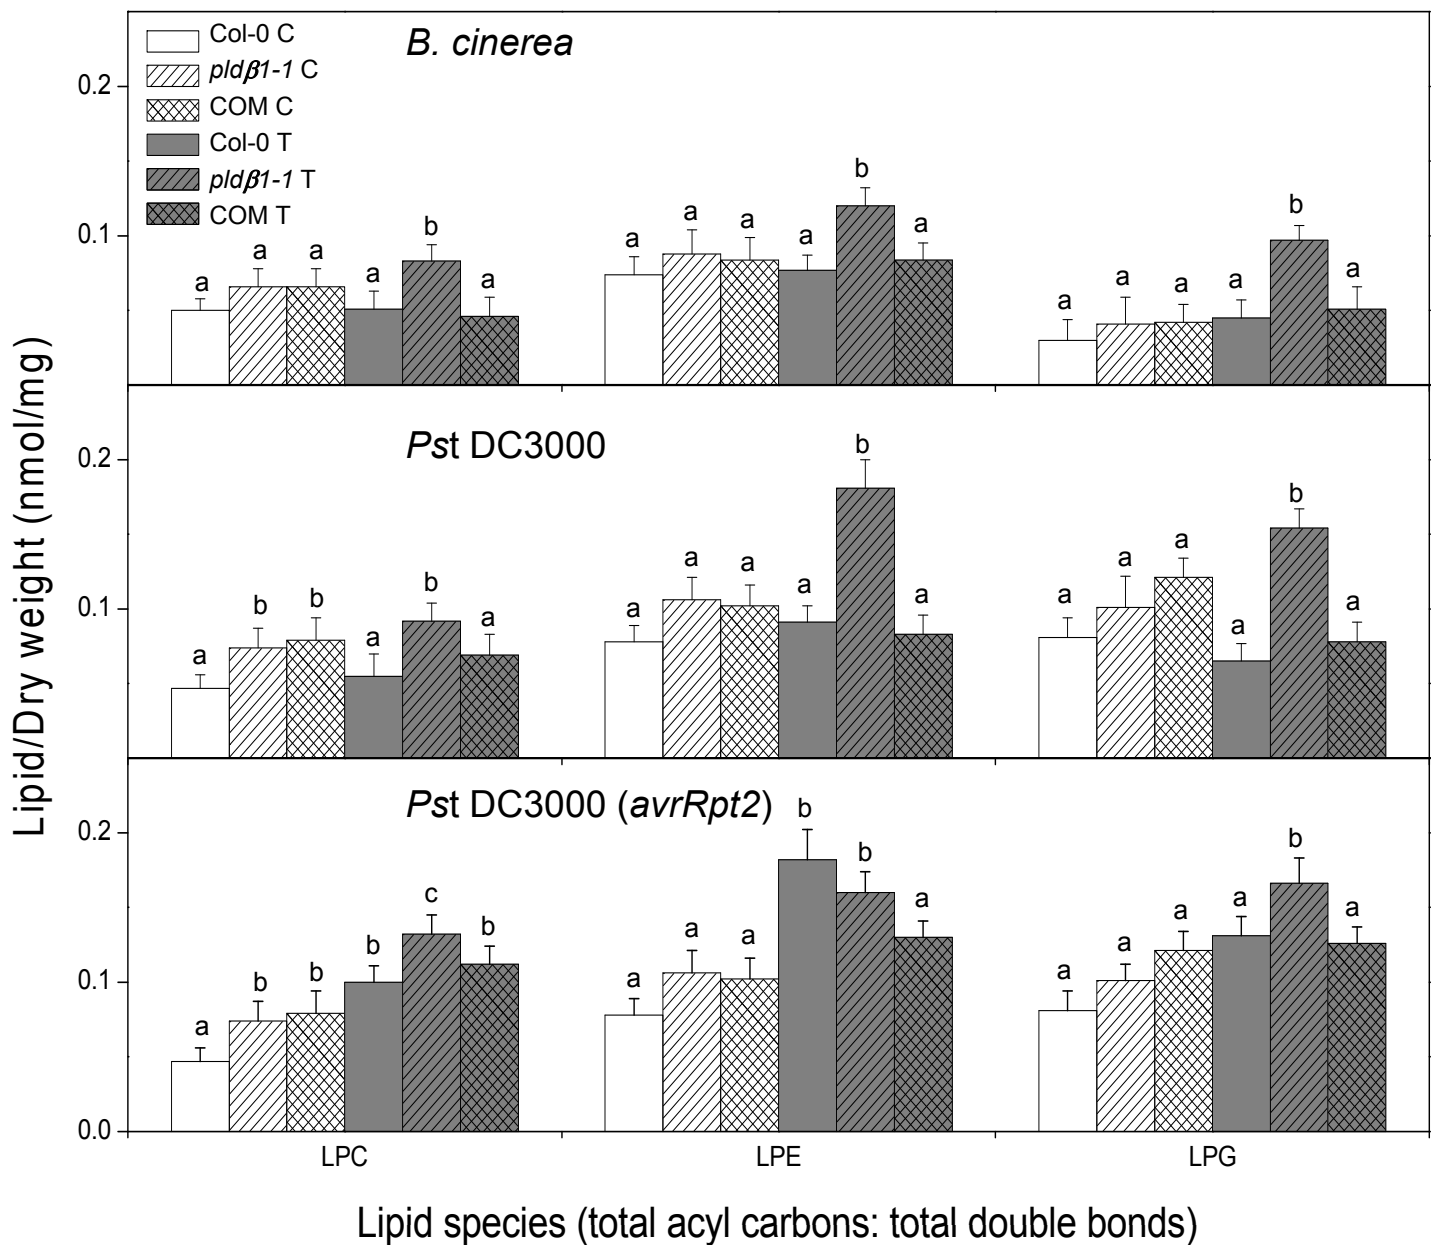 Col-0 C
pldβ1-1 C
COM C
Col-0 T
pldβ1-1 T
COM T
B. cinerea
0.2
0.1
a a a a b a
a a a a b a
a a a a b a
Pst DC3000
0.2
0.1
a b b a b a
a a a a b a
a a a a b a
Pst DC3000 (avrRpt2)
0.2
0.1
0.0
a b b b c b
a a a b b a
a a a a b a
LPC LPE LPG
Lipid/Dry weight (nmol/mg)
Lipid species (total acyl carbons: total double bonds)